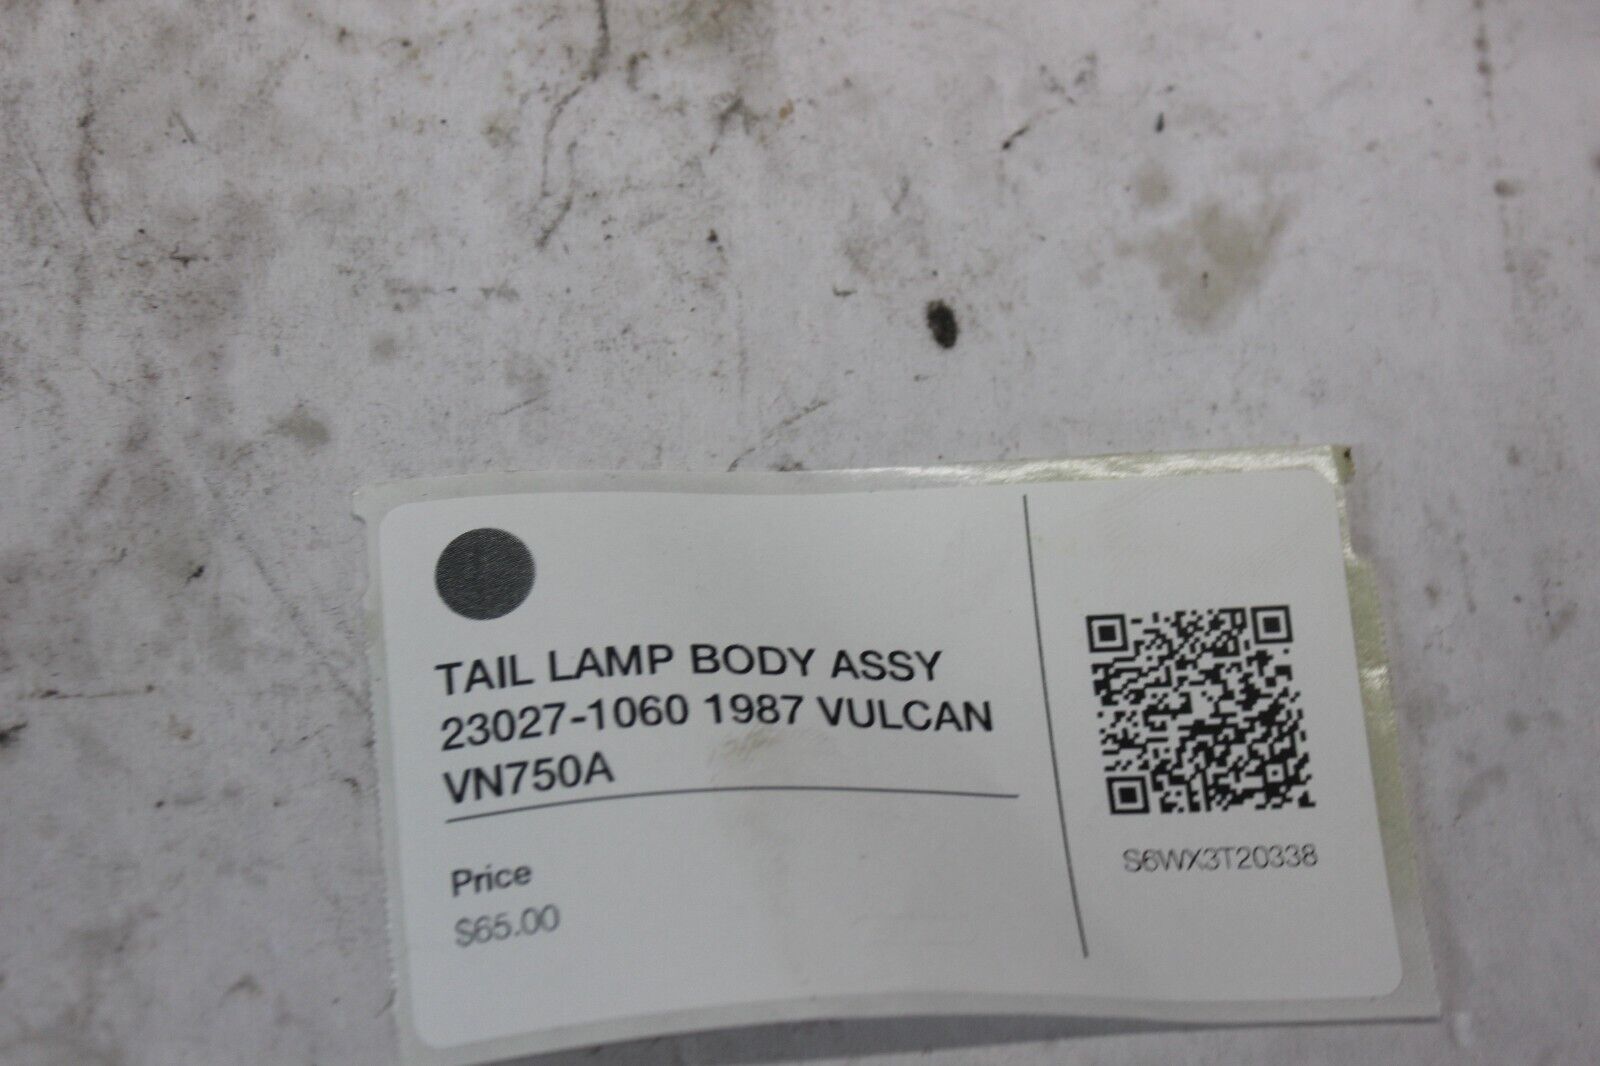 TAIL LAMP BODY ASSY
23027-1060 1987 VULCAN
VN750A
Price
$65.00
S6WX3T20338